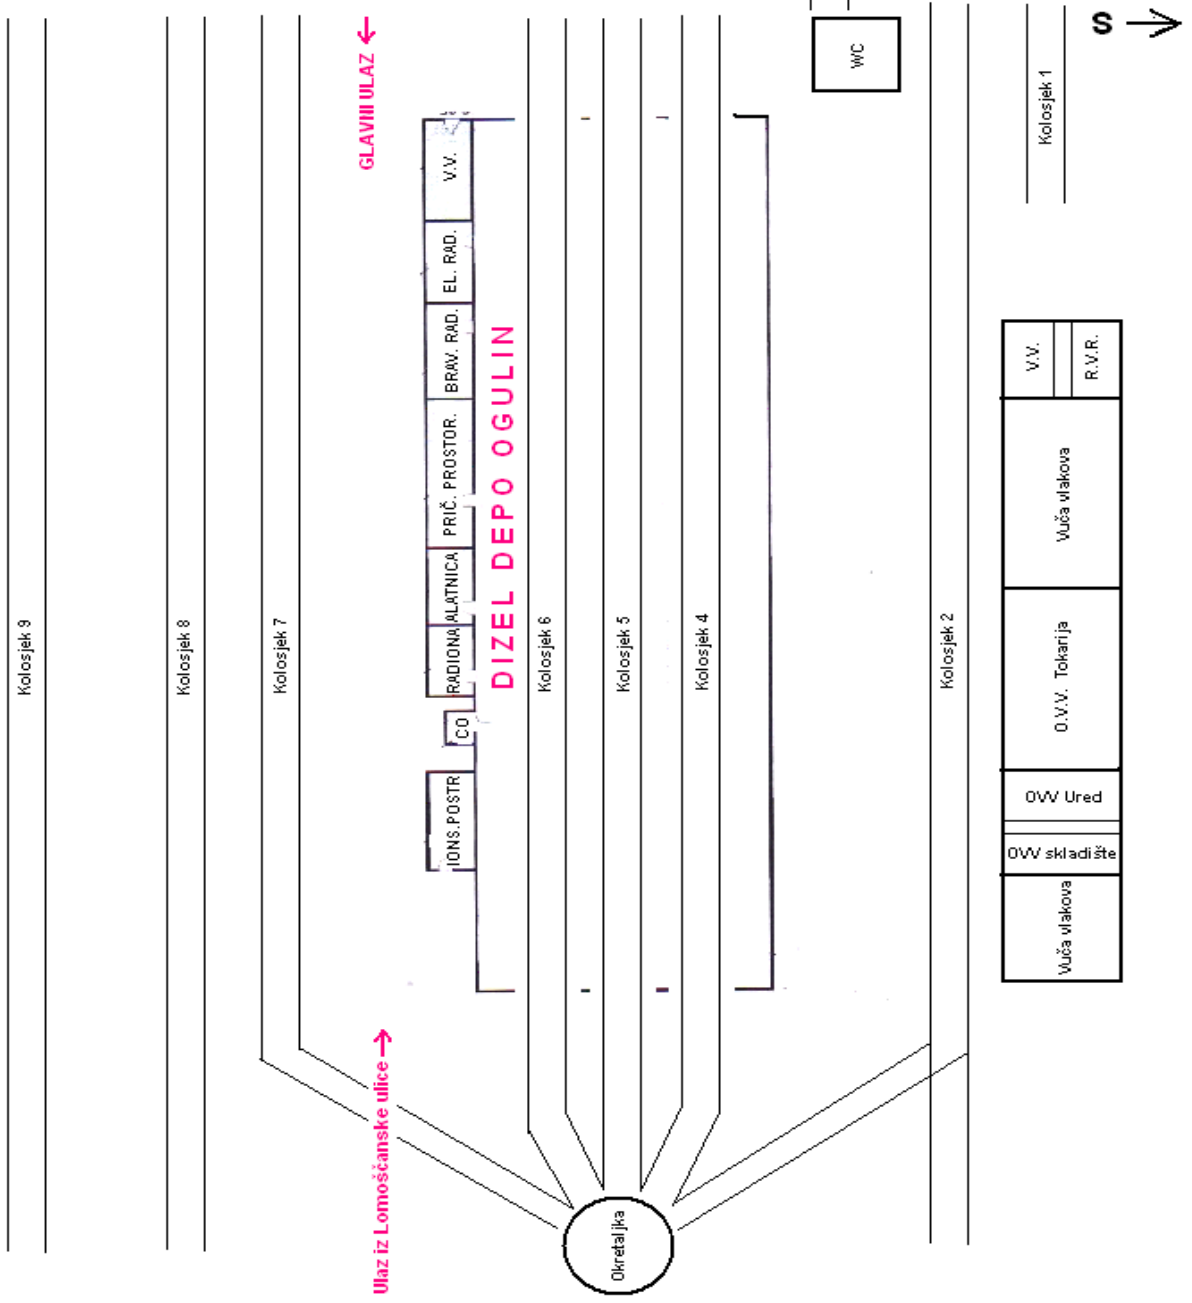 S
WC
Kolosjek 1
GLAVNI ULAZ
V.V.
EL. RAD.
BRAV. RAD.
PRIČ. PROSTOR.
ALATNICA
RADIONA
CO
IONS.POSTR
DIZEL DEPO OGULIN
Kolosjek 9
Kolosjek 8
Kolosjek 7
Kolosjek 6
Kolosjek 5
Kolosjek 4
Kolosjek 2
V.V.
R.V.R.
Vuča vlakova
O.V.V. Tokarija
OVV Ured
OVV skladište
Vuča vlakova
Ulaz iz Lomoščanske ulice
Okretaljka